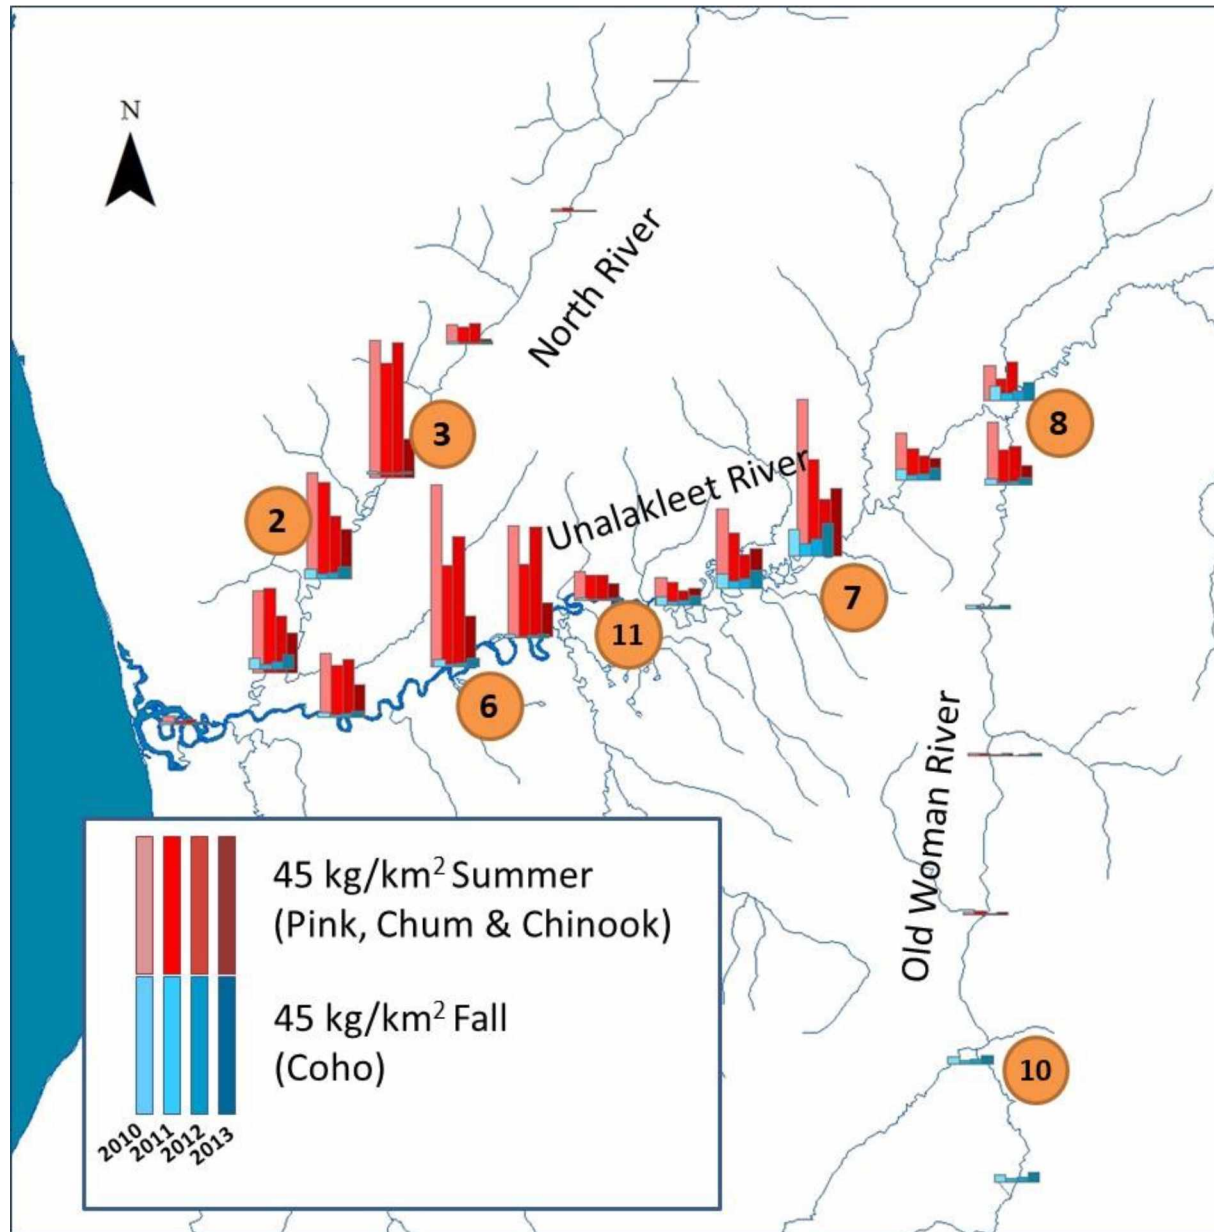 N
North River
3
8
2
Unalakleet River
7
11
6
Old Woman River
45 kg/km² Summer
(Pink, Chum & Chinook)
45 kg/km² Fall
(Coho)
10
2010
2011
2012
2013